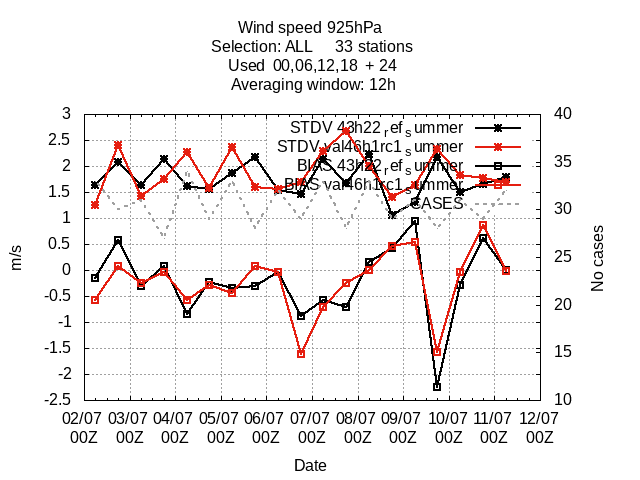 Wind speed 925hPa
Selection: ALL 33 stations
Used 00,06,12,18 + 24
Averaging window: 12h
STDV 43h22_ref_summer
STDV val46h1rc1_summer
BIAS 43h22_ref_summer
BIAS val46h1rc1_summer
CASES
3
2.5
2
1.5
1
0.5
0
-0.5
-1
-1.5
-2
-2.5
m/s
40
35
30
25
20
15
10
No cases
02/07 03/07 04/07 05/07 06/07 07/07 08/07 09/07 10/07 11/07 12/07
00Z 00Z 00Z 00Z 00Z 00Z 00Z 00Z 00Z 00Z 00Z
Date